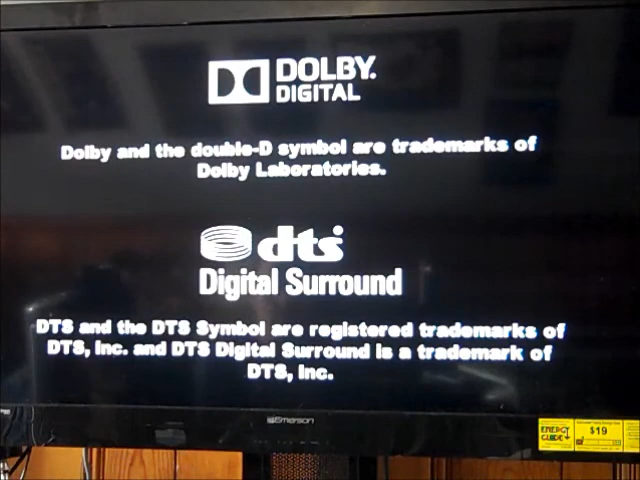 DOLBY.
DIGITAL
Dolby and the double-D symbol are trademarks of
Dolby Laboratories.
dts
Digital Surround
DTS and the DTS Symbol are registered trademarks of
DTS, Inc. and DTS Digital Surround is a trademark of
DTS, Inc.
Emerson
ENERGY
GUIDE
$19